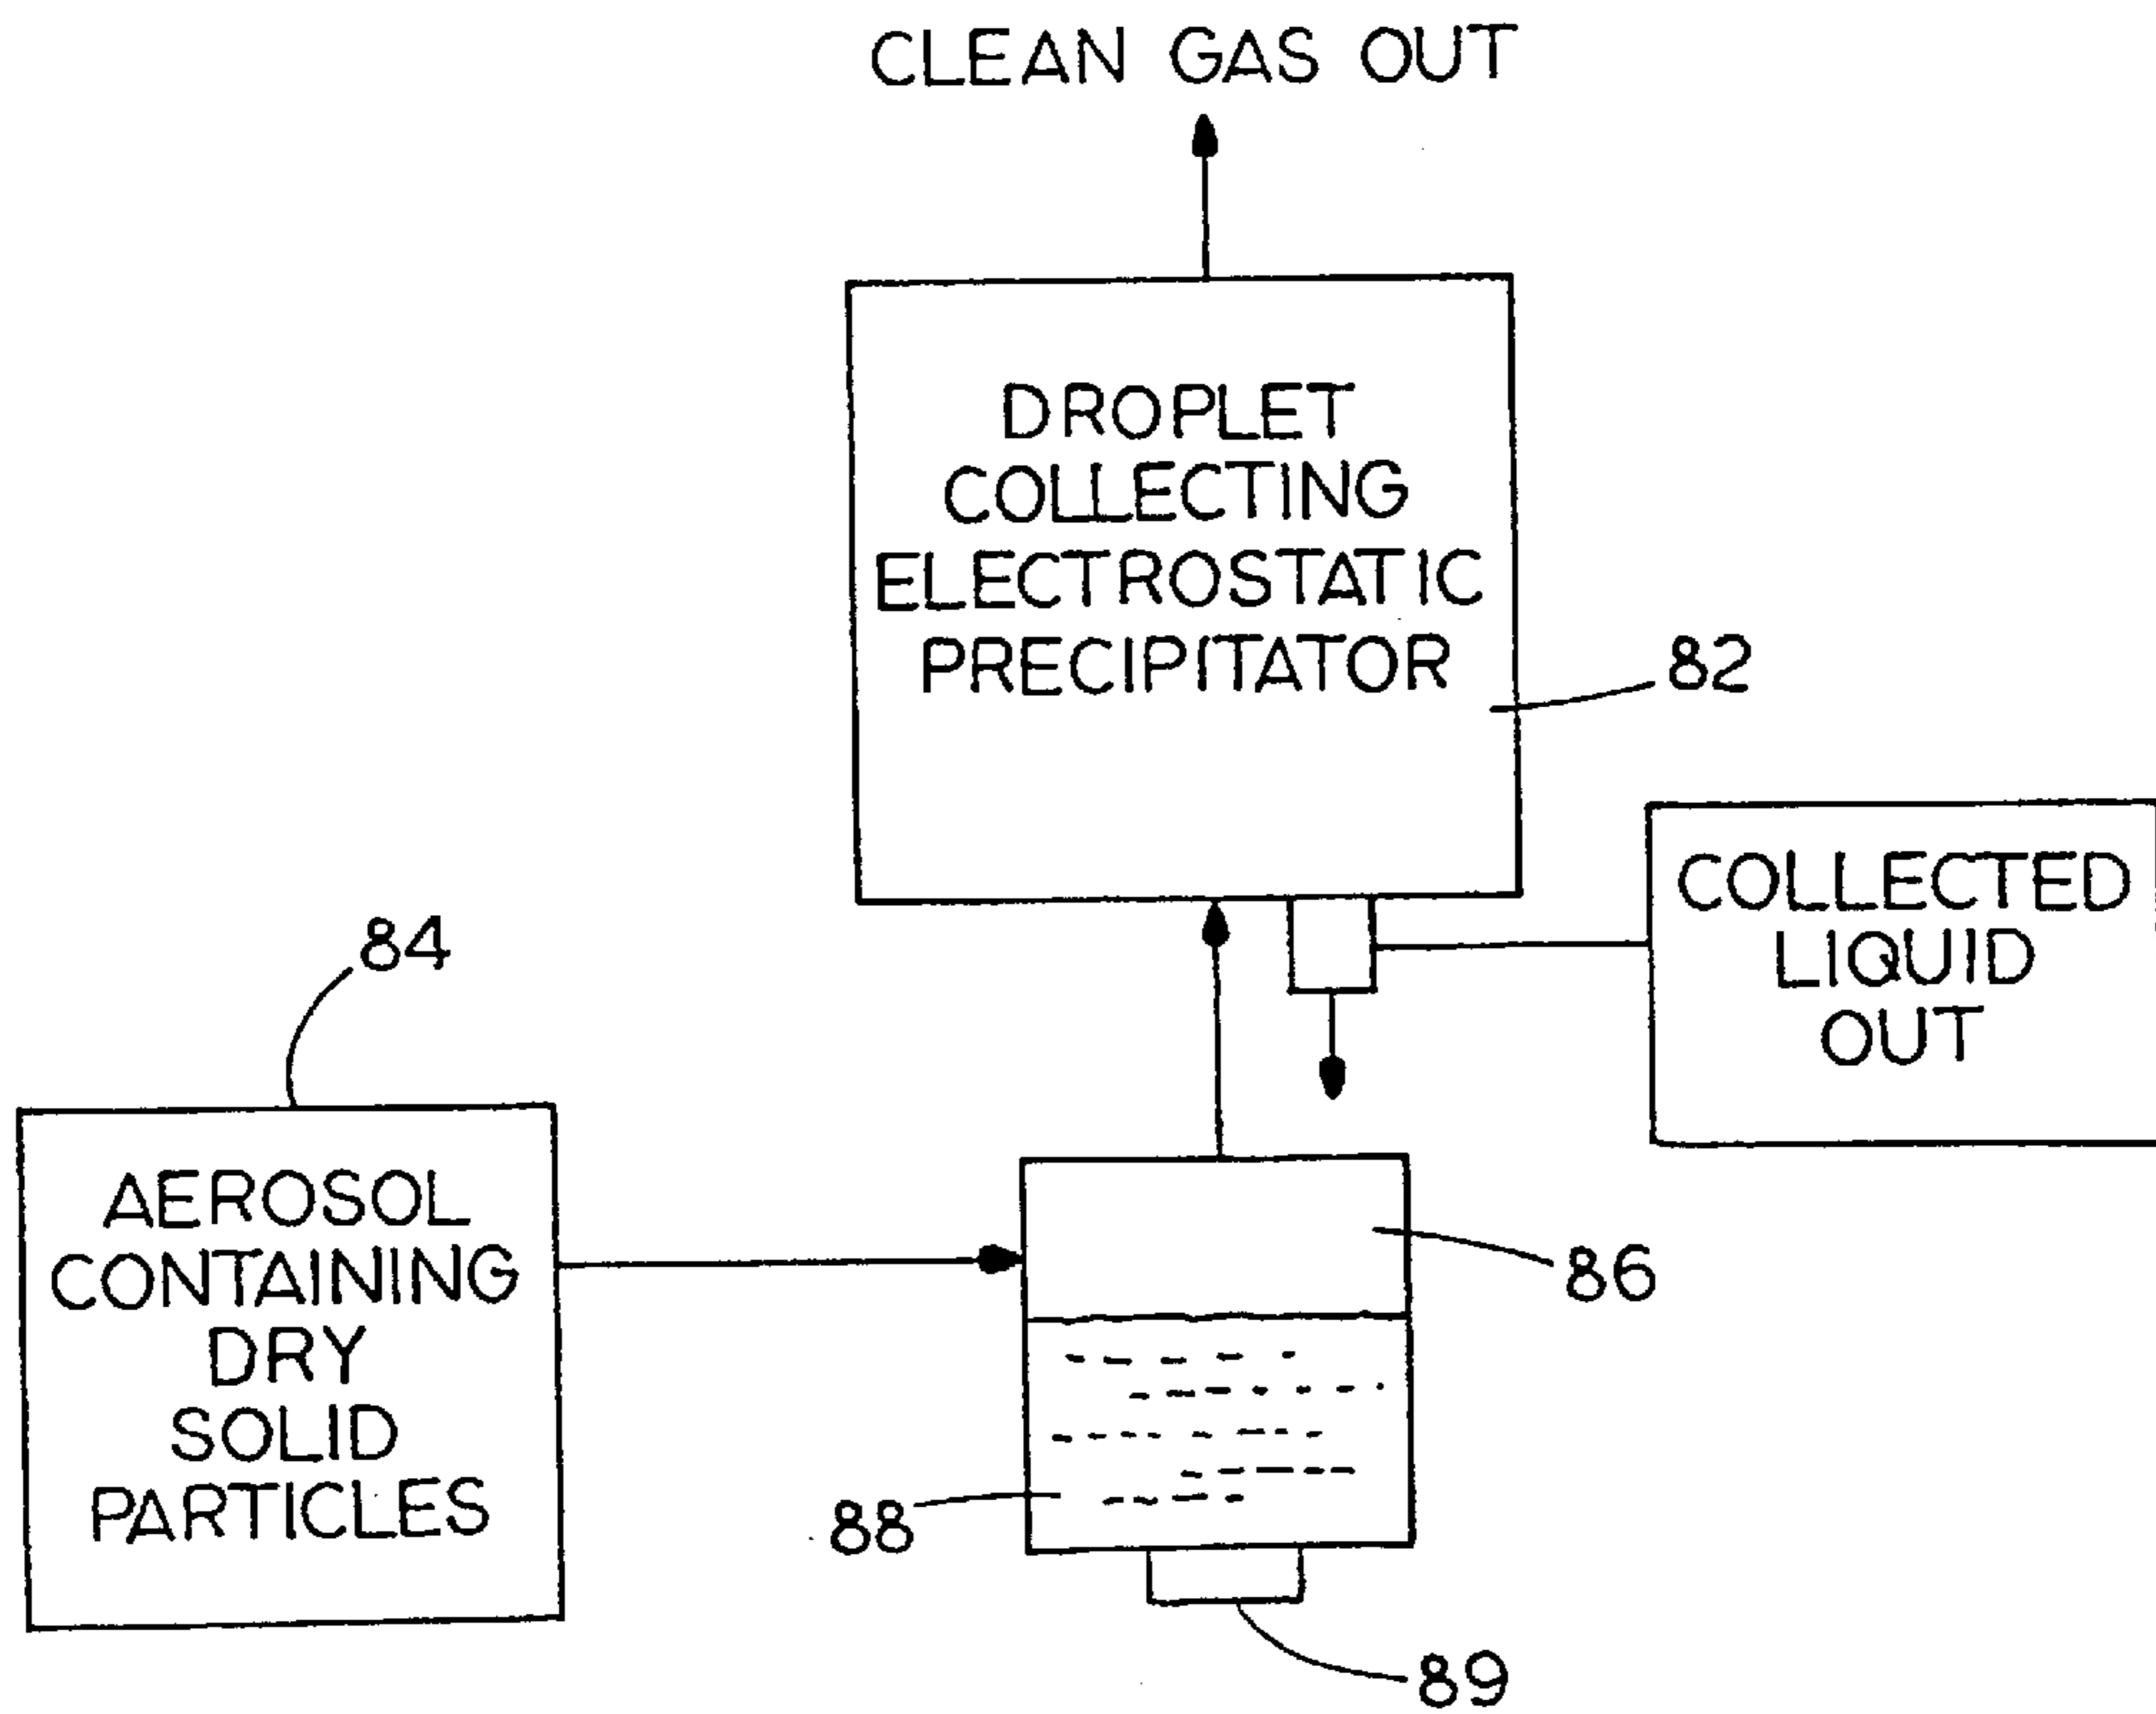 CLEAN GAS OUT
DROPLET
COLLECTING
ELECTROSTATIC
PRECIPITATOR
82
COLLECTED
LIQUID
OUT
84
AEROSOL
CONTAINING
DRY
SOLID
PARTICLES
86
88
89